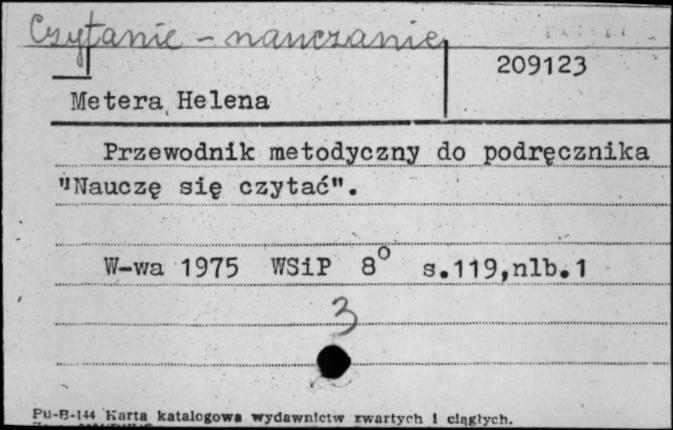 Czytanie - nauczanie
209123
Metera Helena
Przewodnik metodyczny do podręcznika
"Nauczę się czytać".
W-wa 1975 WSiP 8° s.119,nlb.1
3
Pu-B-144 Karta katalogowa wydawnictw zwartych i ciągłych.